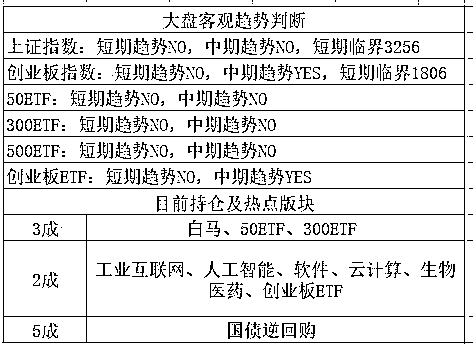 大盘客观趋势判断
上证指数：短期趋势NO，中期趋势NO，短期临界3256
创业板指数：短期趋势NO，中期趋势YES，短期临界1806
50ETF：短期趋势NO，中期趋势NO
300ETF：短期趋势NO，中期趋势NO
500ETF：短期趋势NO，中期趋势NO
创业板ETF：短期趋势NO，中期趋势YES
目前持仓及热点版块
3成 白马、50ETF、300ETF
2成 工业互联网、人工智能、软件、云计算、生物
医药、创业板ETF
5成 国债逆回购